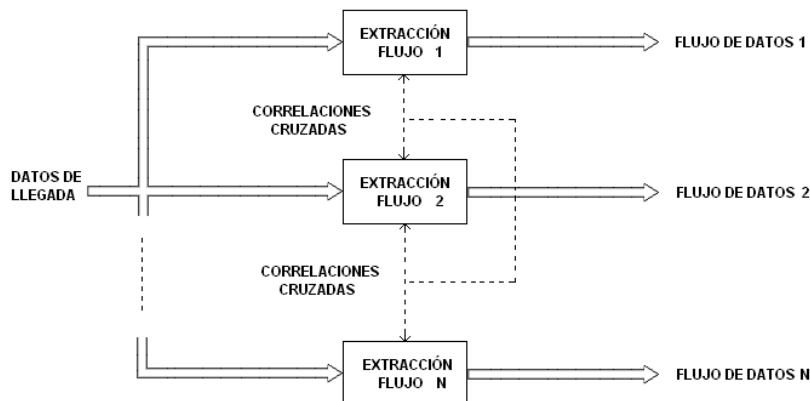 EXTRACCIÓN
FLUJO 1
FLUJO DE DATOS 1
CORRELACIONES
CRUZADAS
DATOS DE
LLEGADA
EXTRACCIÓN
FLUJO 2
FLUJO DE DATOS 2
CORRELACIONES
CRUZADAS
EXTRACCIÓN
FLUJO N
FLUJO DE DATOS N